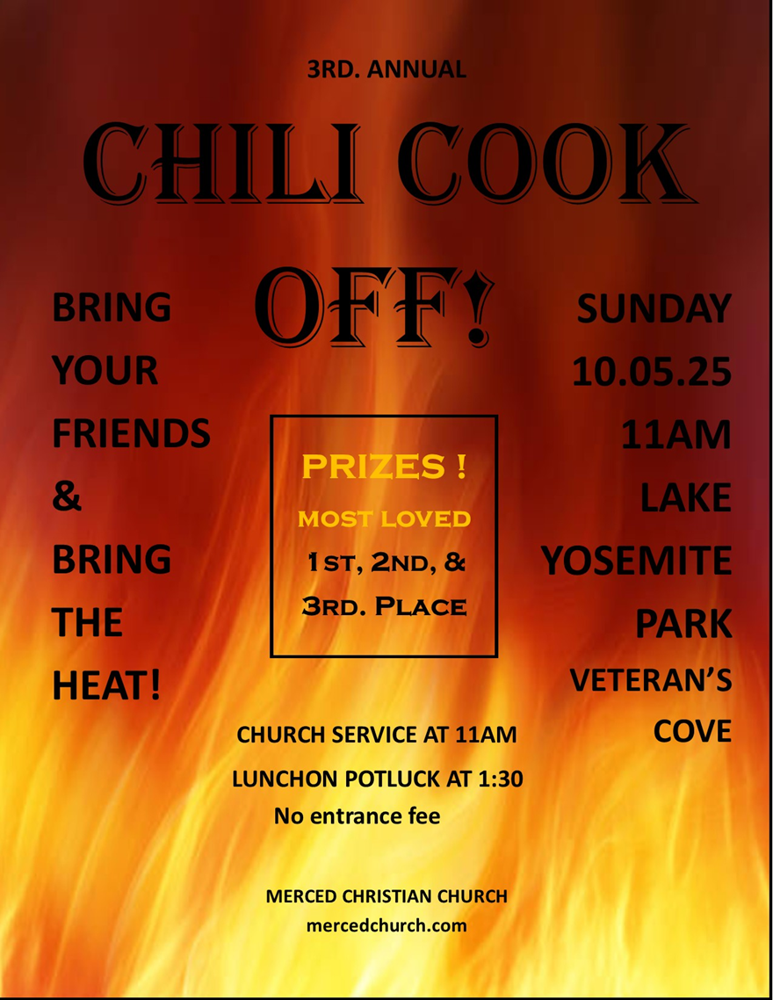 3RD. ANNUAL
CHILI COOK
OFF!
BRING
YOUR
FRIENDS
&
BRING
THE
HEAT!
PRIZES !
MOST LOVED
1ST, 2ND, &
3RD. PLACE
SUNDAY
10.05.25
11AM
LAKE
YOSEMITE
PARK
VETERAN’S
COVE
CHURCH SERVICE AT 11AM
LUNCHON POTLUCK AT 1:30
No entrance fee
MERCED CHRISTIAN CHURCH
mercedchurch.com